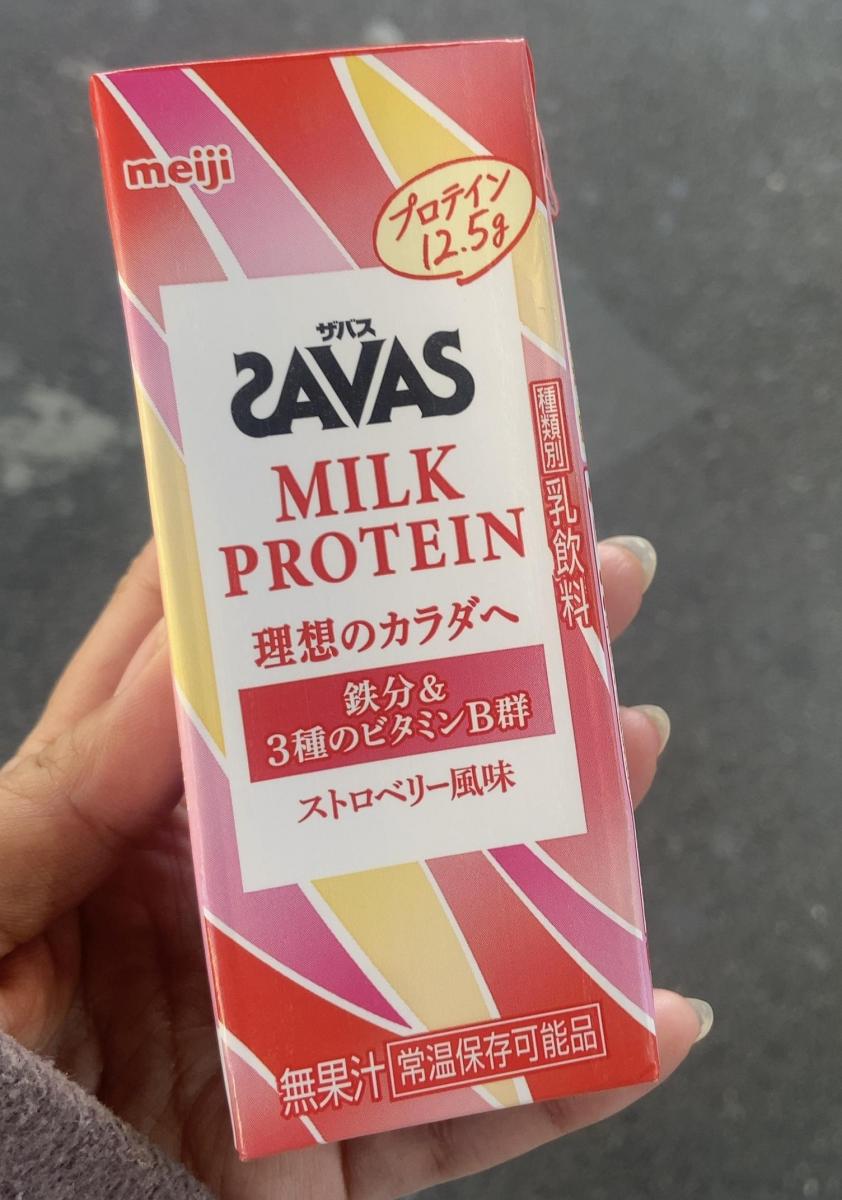 meiji
プロテイン
12.5g
ザバス
SAVAS
MILK
PROTEIN
理想のカラダへ
鉄分&
3種のビタミンB群
ストロベリー風味
種類別 乳飲料
無果汁 常温保存可能品